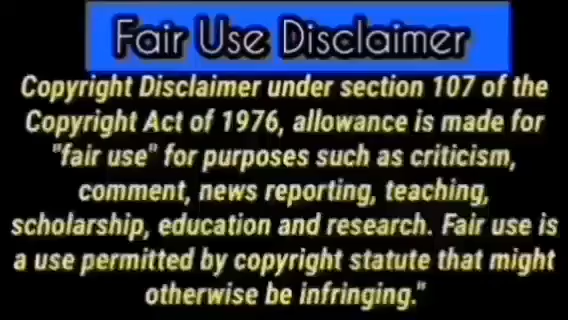 Fair Use Disclaimer
Copyright Disclaimer under section 107 of the
Copyright Act of 1976, allowance is made for
"fair use" for purposes such as criticism,
comment, news reporting, teaching,
scholarship, education and research. Fair use is
a use permitted by copyright statute that might
otherwise be infringing."